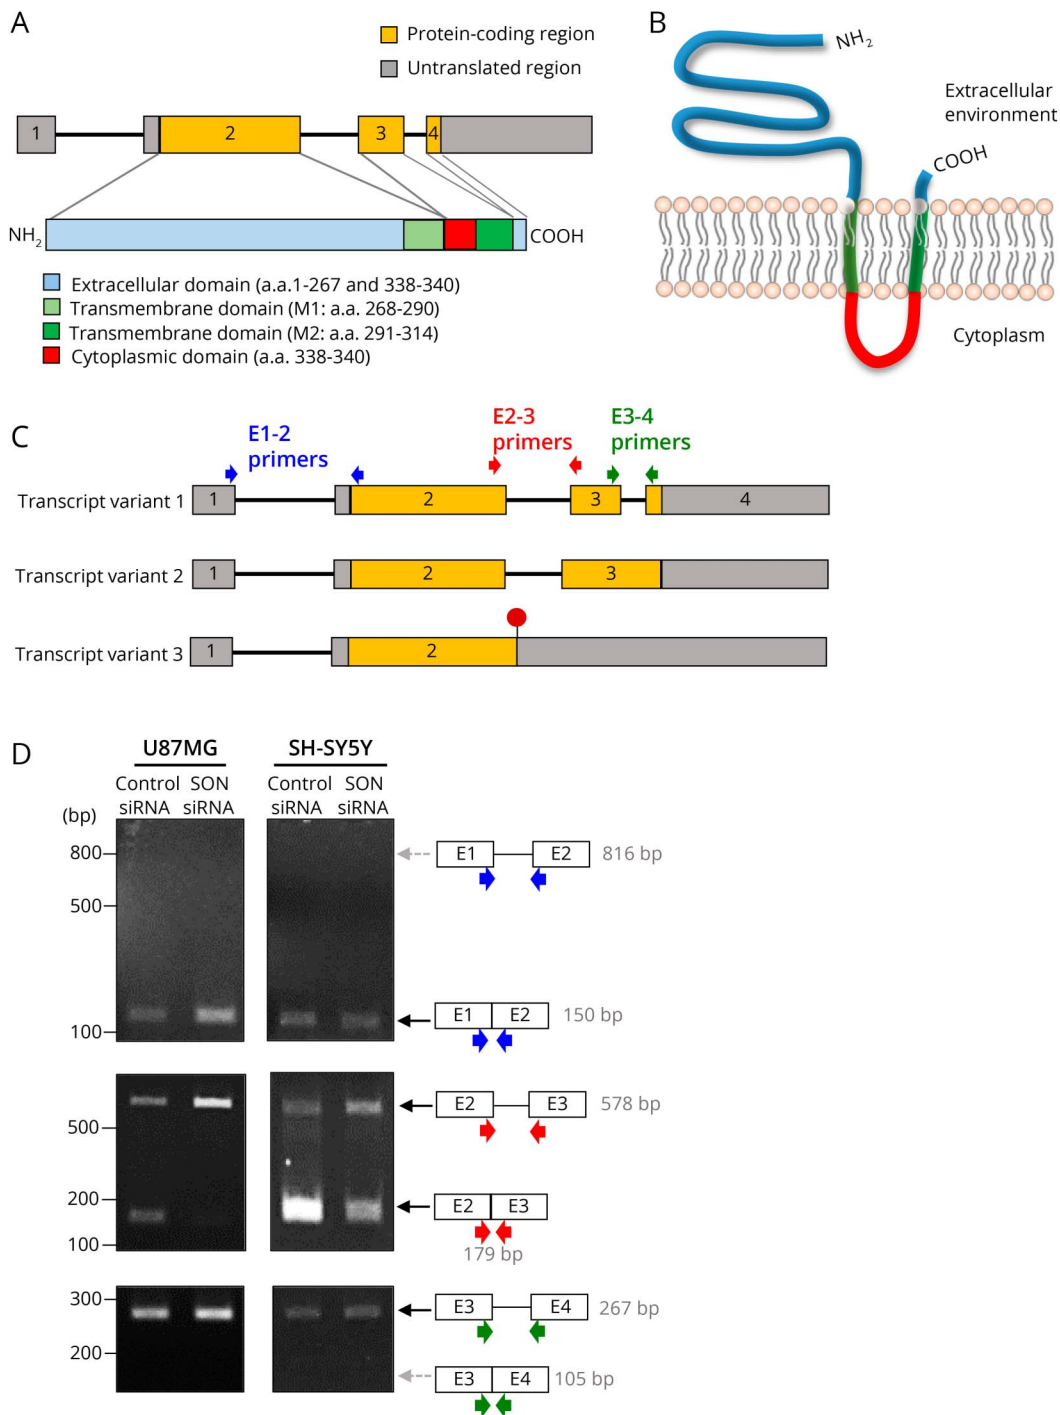 A
Protein-coding region
Untranslated region
1
2
3
4
NH2
COOH
Extracellular domain (a.a.1-267 and 338-340)
Transmembrane domain (M1: a.a. 268-290)
Transmembrane domain (M2: a.a. 291-314)
Cytoplasmic domain (a.a. 338-340)
B
NH2
Extracellular
environment
COOH
Cytoplasm
C
E1-2
primers
E2-3
primers
E3-4
primers
Transcript variant 1
1
2
3
4
Transcript variant 2
1
2
3
Transcript variant 3
1
2
D
U87MG
SH-SY5Y
Control
siRNA
SON
siRNA
Control
siRNA
SON
siRNA
(bp)
800
500
100
E1
E2
816 bp
E1
E2
150 bp
500
200
100
E2
E3
578 bp
E2
E3
179 bp
300
200
E3
E4
267 bp
E3
E4
105 bp